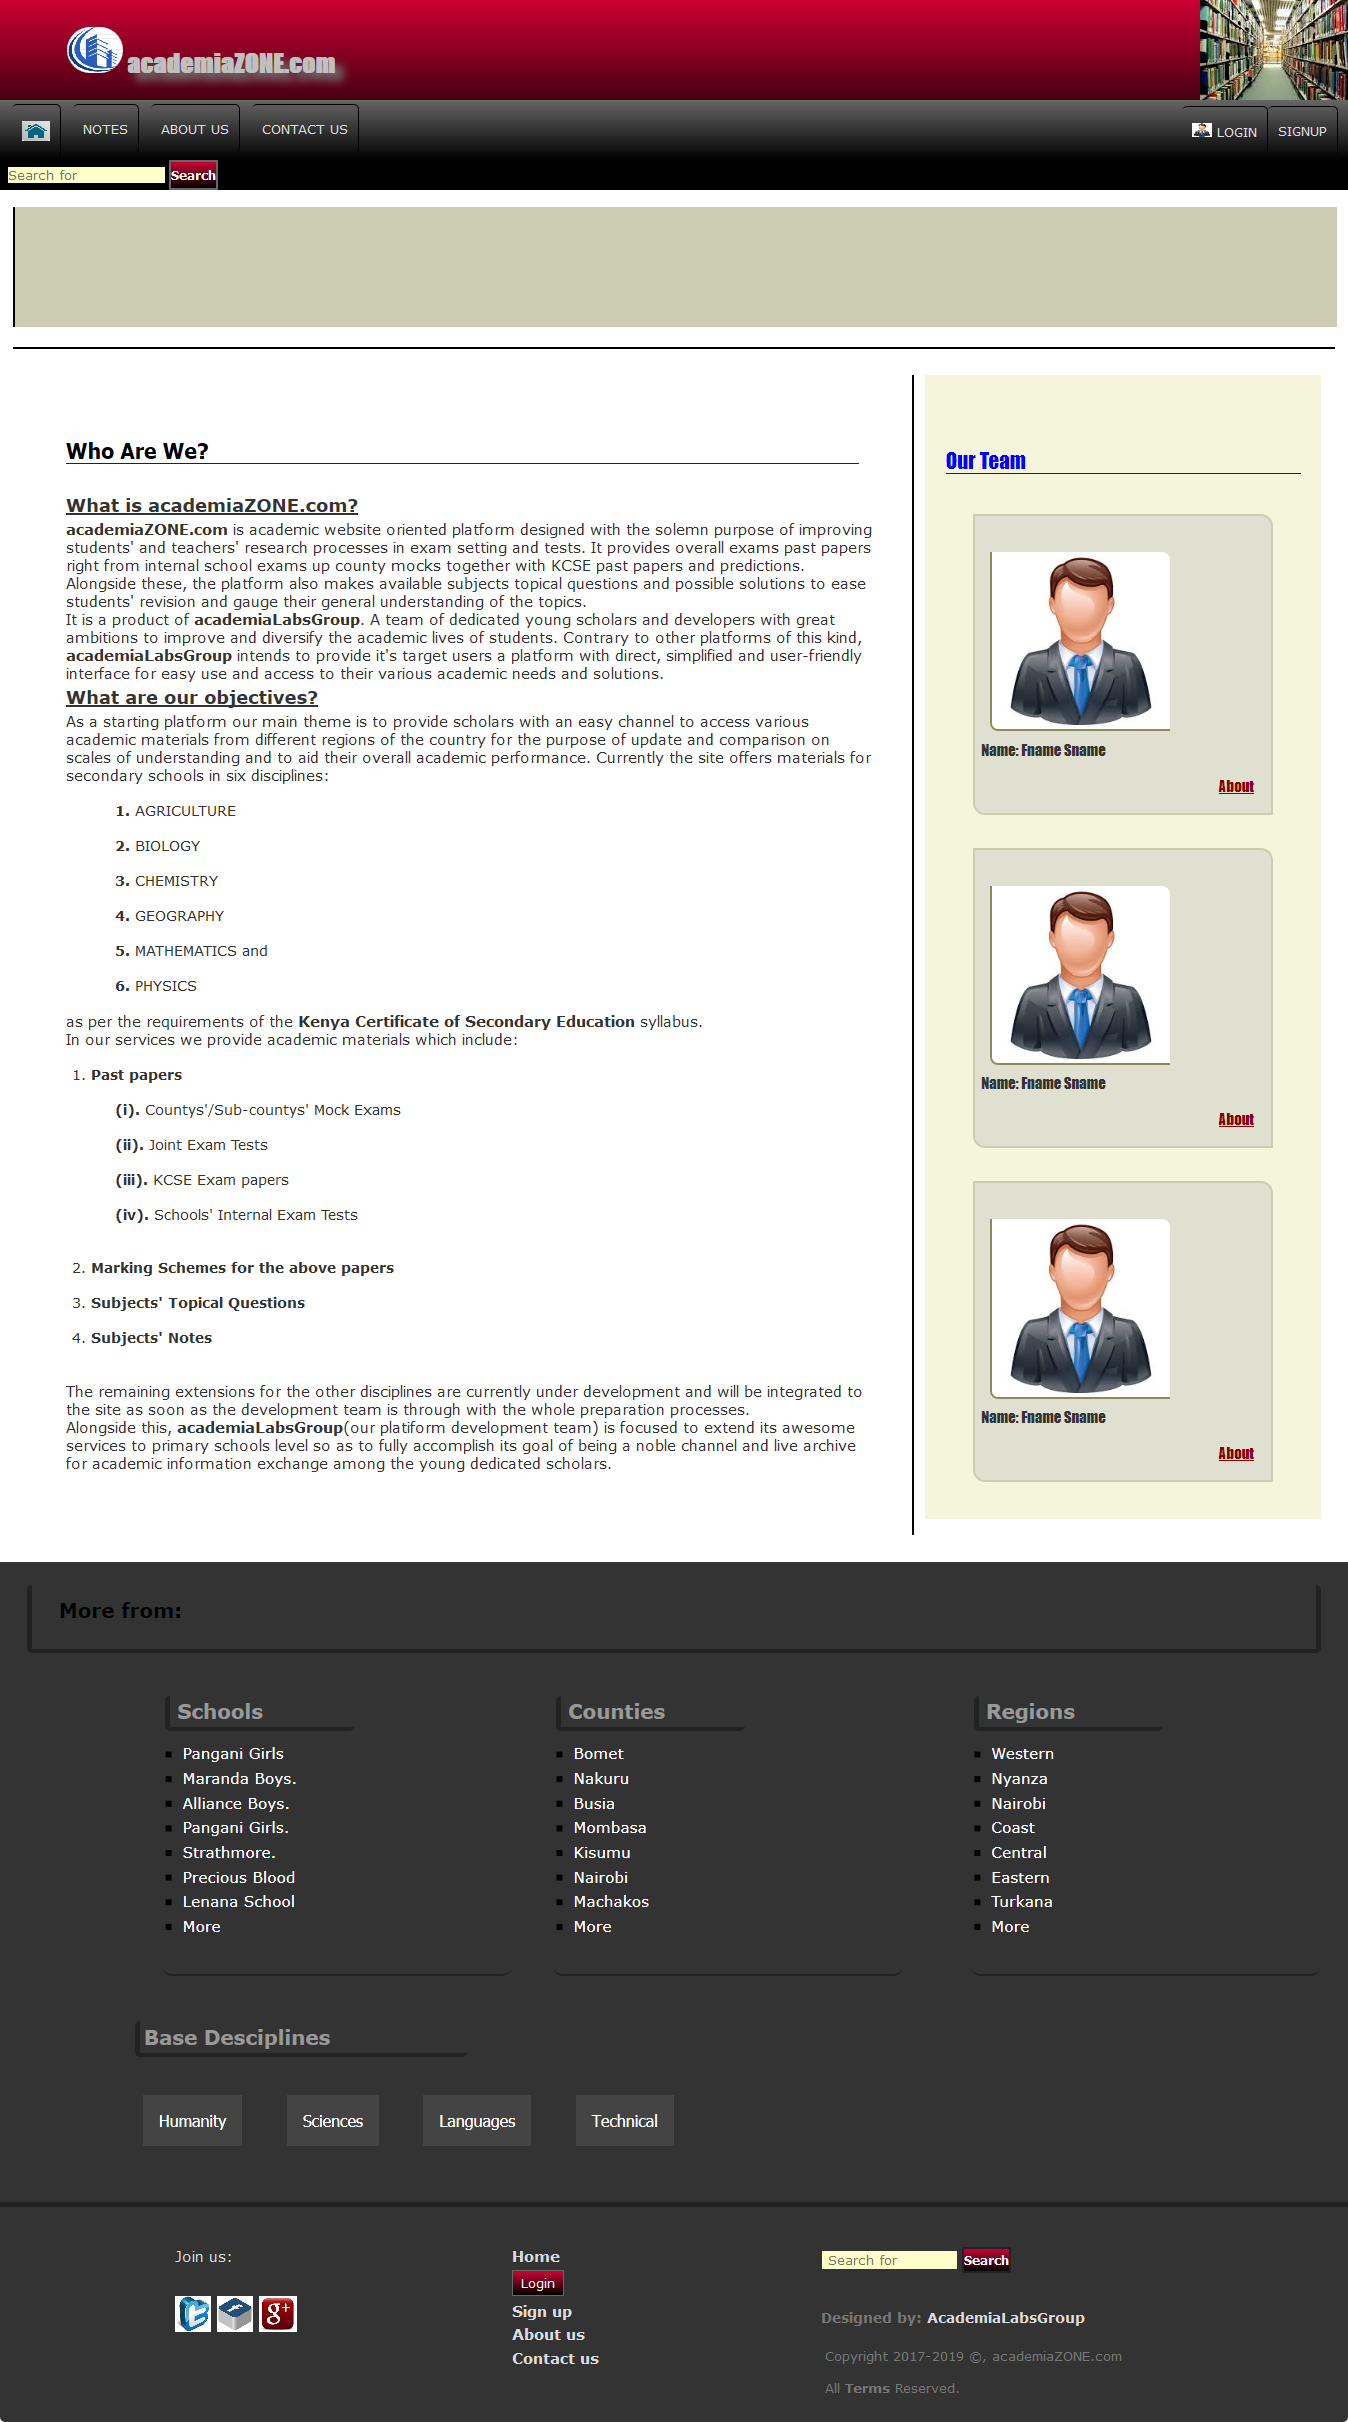 academiaZONE.com
NOTES
ABOUT US
CONTACT US
LOGIN
SIGNUP
Search for
Search
Who Are We?
What is academiaZONE.com?
academiaZONE.com is academic website oriented platform designed with the solemn purpose of improving
students' and teachers' research processes in exam setting and tests. It provides overall exams past papers
right from internal school exams up county mocks together with KCSE past papers and predictions.
Alongside these, the platform also makes available subjects topical questions and possible solutions to ease
students' revision and gauge their general understanding of the topics.
It is a product of academiaLabsGroup. A team of dedicated young scholars and developers with great
ambitions to improve and diversify the academic lives of students. Contrary to other platforms of this kind,
academiaLabsGroup intends to provide it's target users a platform with direct, simplified and user-friendly
interface for easy use and access to their various academic needs and solutions.
What are our objectives?
As a starting platform our main theme is to provide scholars with an easy channel to access various
academic materials from different regions of the country for the purpose of update and comparison on
scales of understanding and to aid their overall academic performance. Currently the site offers materials for
secondary schools in six disciplines:
1. AGRICULTURE
2. BIOLOGY
3. CHEMISTRY
4. GEOGRAPHY
5. MATHEMATICS and
6. PHYSICS
as per the requirements of the Kenya Certificate of Secondary Education syllabus.
In our services we provide academic materials which include:
1. Past papers
(i). Countys'/Sub-countys' Mock Exams
(ii). Joint Exam Tests
(iii). KCSE Exam papers
(iv). Schools' Internal Exam Tests
2. Marking Schemes for the above papers
3. Subjects' Topical Questions
4. Subjects' Notes
The remaining extensions for the other disciplines are currently under development and will be integrated to
the site as soon as the development team is through with the whole preparation processes.
Alongside this, academiaLabsGroup(our platiform development team) is focused to extend its awesome
services to primary schools level so as to fully accomplish its goal of being a noble channel and live archive
for academic information exchange among the young dedicated scholars.
Our Team
Name: Fname Sname
About
Name: Fname Sname
About
Name: Fname Sname
About
More from:
Schools
Pangani Girls
Maranda Boys.
Alliance Boys.
Pangani Girls.
Strathmore.
Precious Blood
Lenana School
More
Counties
Bomet
Nakuru
Busia
Mombasa
Kisumu
Nairobi
Machakos
More
Regions
Western
Nyanza
Nairobi
Coast
Central
Eastern
Turkana
More
Base Desciplines
Humanity
Sciences
Languages
Technical
Join us:
g+
Home
Login
Sign up
About us
Contact us
Search for
Search
Designed by: AcademiaLabsGroup
Copyright 2017-2019 ©, academiaZONE.com
All Terms Reserved.